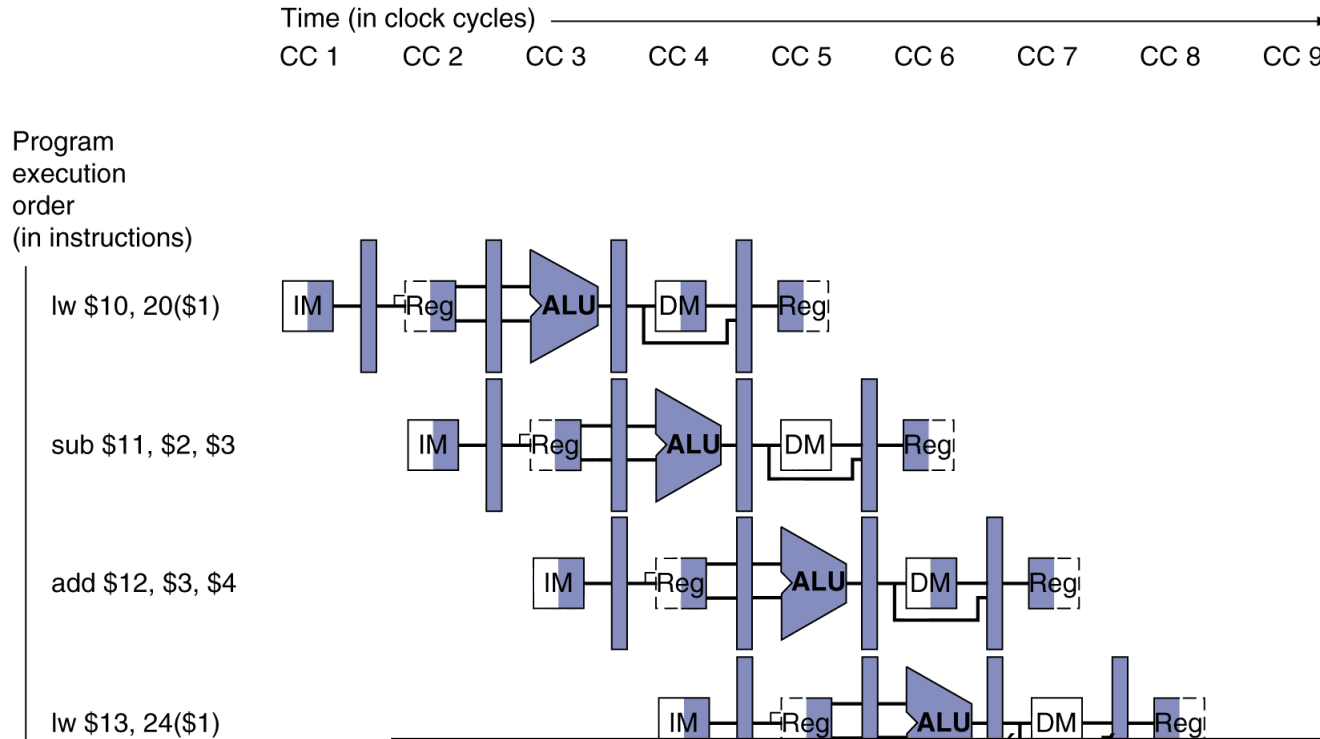 Time (in clock cycles)
CC 1 CC 2 CC 3 CC 4 CC 5 CC 6 CC 7 CC 8 CC 9
Program
execution
order
(in instructions)
lw $10, 20($1) IM Reg ALU DM Reg
sub $11, $2, $3 IM Reg ALU DM Reg
add $12, $3, $4 IM Reg ALU DM Reg
lw $13, 24($1) IM Reg ALU DM Reg